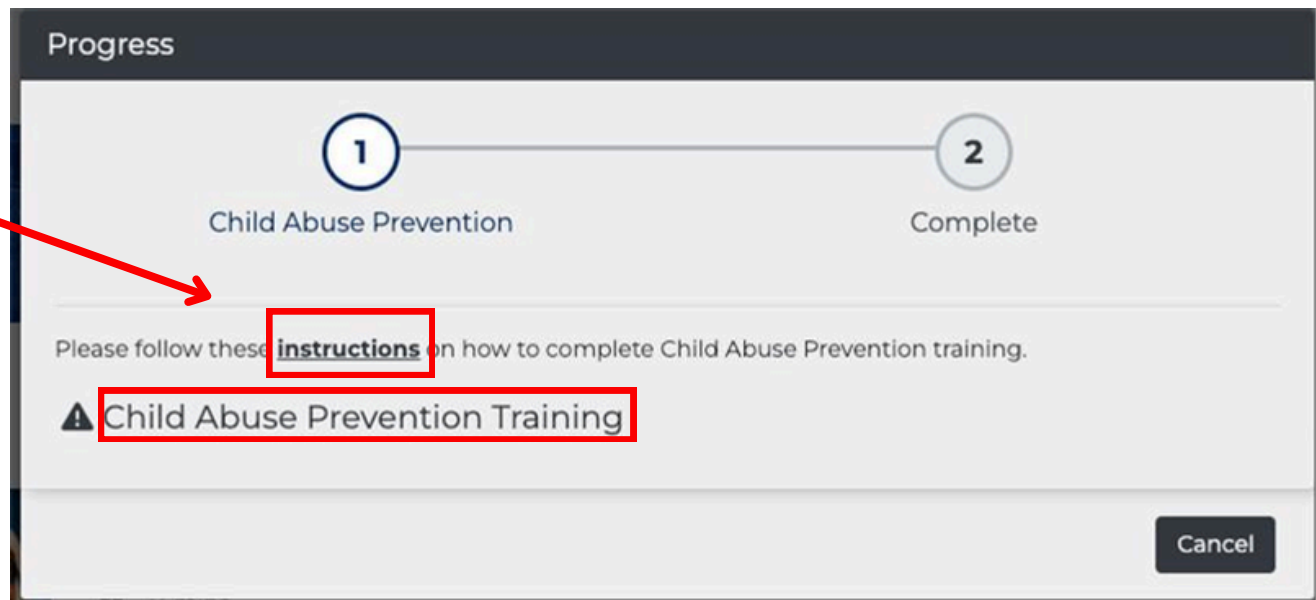 Progress
1
2
Child Abuse Prevention
Complete
Please follow these instructions on how to complete Child Abuse Prevention training.
Child Abuse Prevention Training
Cancel